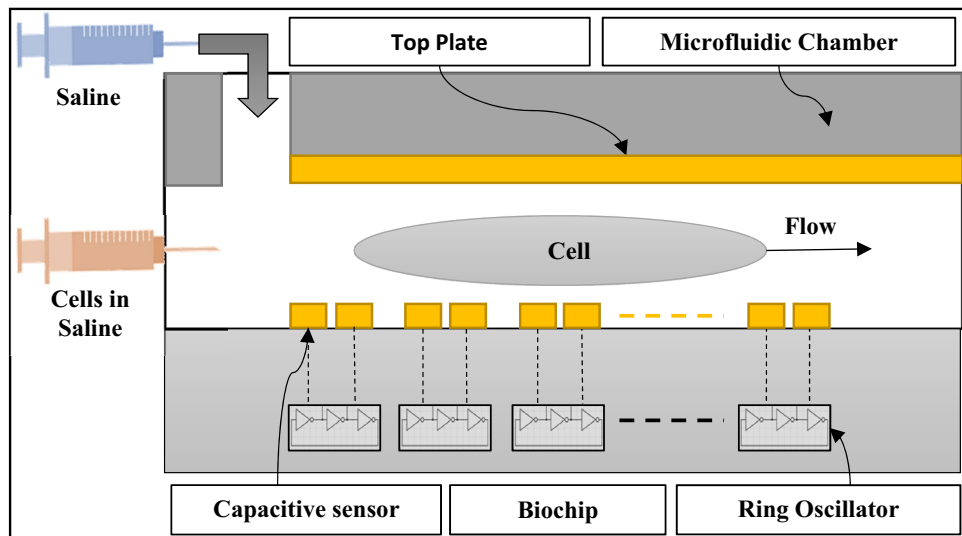 Top Plate
Microfluidic Chamber
Saline
Cell
Flow
Cells in
Saline
Capacitive sensor
Biochip
Ring Oscillator